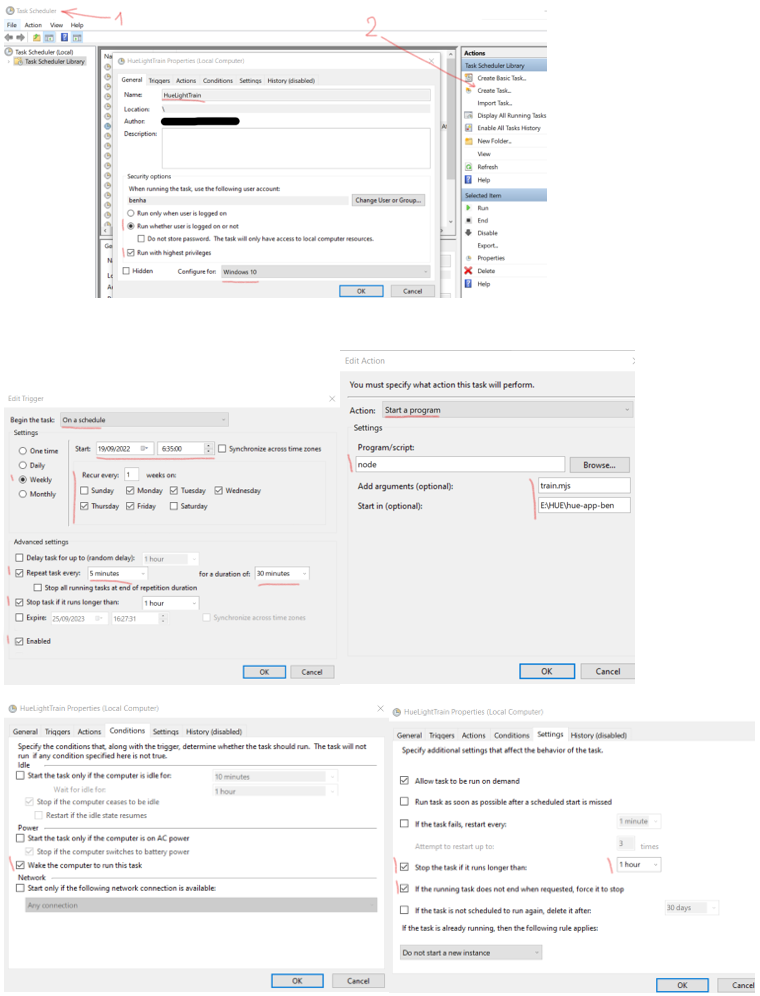 Task Scheduler
1
File Action View Help
2
Task Scheduler (Local)
Task Scheduler Library
HueLightTrain Properties (Local Computer)
General Triggers Actions Conditions Settings History (disabled)
Name: HueLightTrain
Location: \
Author:
Description:
Security options
When running the task, use the following user account:
benha
Change User or Group...
Run only when user is logged on
Run whether user is logged on or not
Do not store password. The task will only have access to local computer resources.
Run with highest privileges
Hidden Configure for: Windows 10
OK Cancel
Actions
Task Scheduler Library
Create Basic Task...
Create Task...
Import Task...
Display All Running Tasks
Enable All Tasks History
New Folder...
View
Refresh
Help
Selected Item
Run
End
Disable
Export...
Properties
Delete
Help
Edit Trigger
Begin the task: On a schedule
Settings
One time
Daily
Weekly
Monthly
Start: 19/09/2022 6:35:00 Synchronize across time zones
Recur every: 1 weeks on:
Sunday Monday Tuesday Wednesday
Thursday Friday Saturday
Advanced settings
Delay task for up to (random delay): 1 hour
Repeat task every: 5 minutes for a duration of: 30 minutes
Stop all running tasks at end of repetition duration
Stop task if it runs longer than: 1 hour
Expire: 25/09/2023 16:27:31 Synchronize across time zones
Enabled
OK Cancel
Edit Action
You must specify what action this task will perform.
Action: Start a program
Settings
Program/script:
node Browse...
Add arguments (optional): train.mjs
Start in (optional): E:\HUE\hue-app-ben
OK Cancel
HueLightTrain Properties (Local Computer)
General Triggers Actions Conditions Settings History (disabled)
Specify the conditions that, along with the trigger, determine whether the task should run. The task will not
run if any condition specified here is not true.
Idle
Start the task only if the computer is idle for: 10 minutes
Wait for idle for: 1 hour
Stop if the computer ceases to be idle
Restart if the idle state resumes
Power
Start the task only if the computer is on AC power
Stop if the computer switches to battery power
Wake the computer to run this task
Network
Start only if the following network connection is available:
Any connection
OK Cancel
HueLightTrain Properties (Local Computer)
General Triggers Actions Conditions Settings History (disabled)
Specify additional settings that affect the behavior of the task.
Allow task to be run on demand
Run task as soon as possible after a scheduled start is missed
If the task fails, restart every: 1 minute
Attempt to restart up to: 3 times
Stop the task if it runs longer than: 1 hour
If the running task does not end when requested, force it to stop
If the task is not scheduled to run again, delete it after: 30 days
If the task is already running, then the following rule applies:
Do not start a new instance
OK Cancel